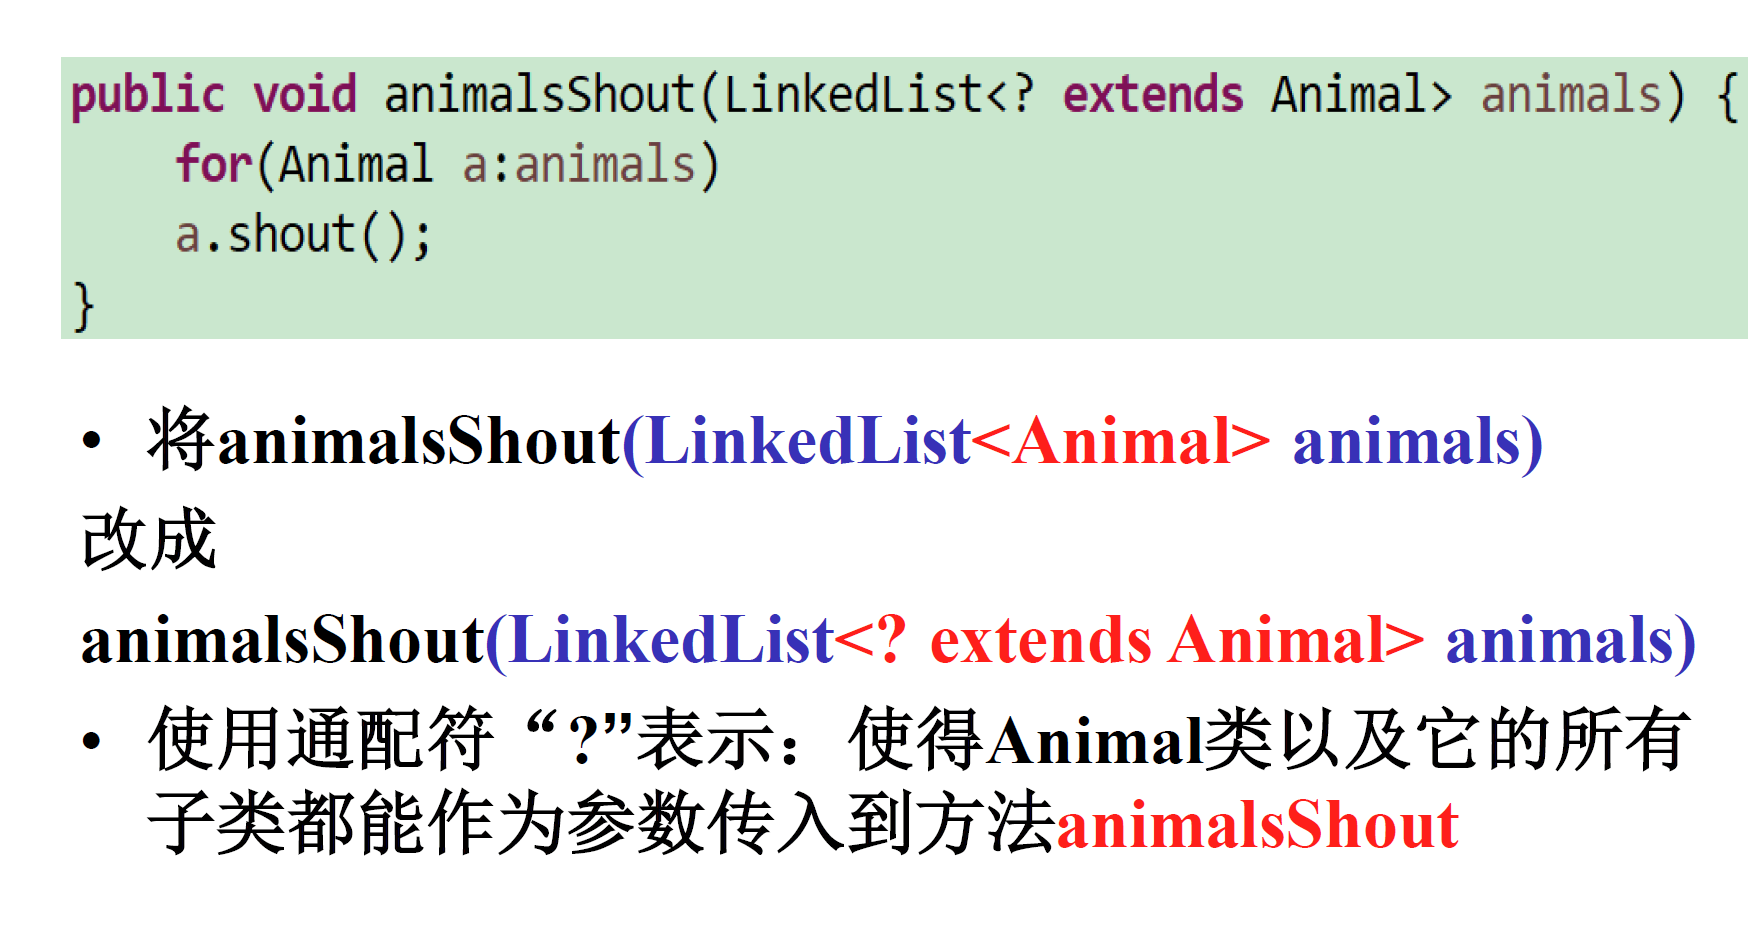 public void animalsShout(LinkedList<? extends Animal> animals) {
for(Animal a:animals)
a.shout();
}
• 将animalsShout(LinkedList<Animal> animals)
改成
animalsShout(LinkedList<? extends Animal> animals)
• 使用通配符“?”表示：使得Animal类以及它的所有
子类都能作为参数传入到方法animalsShout